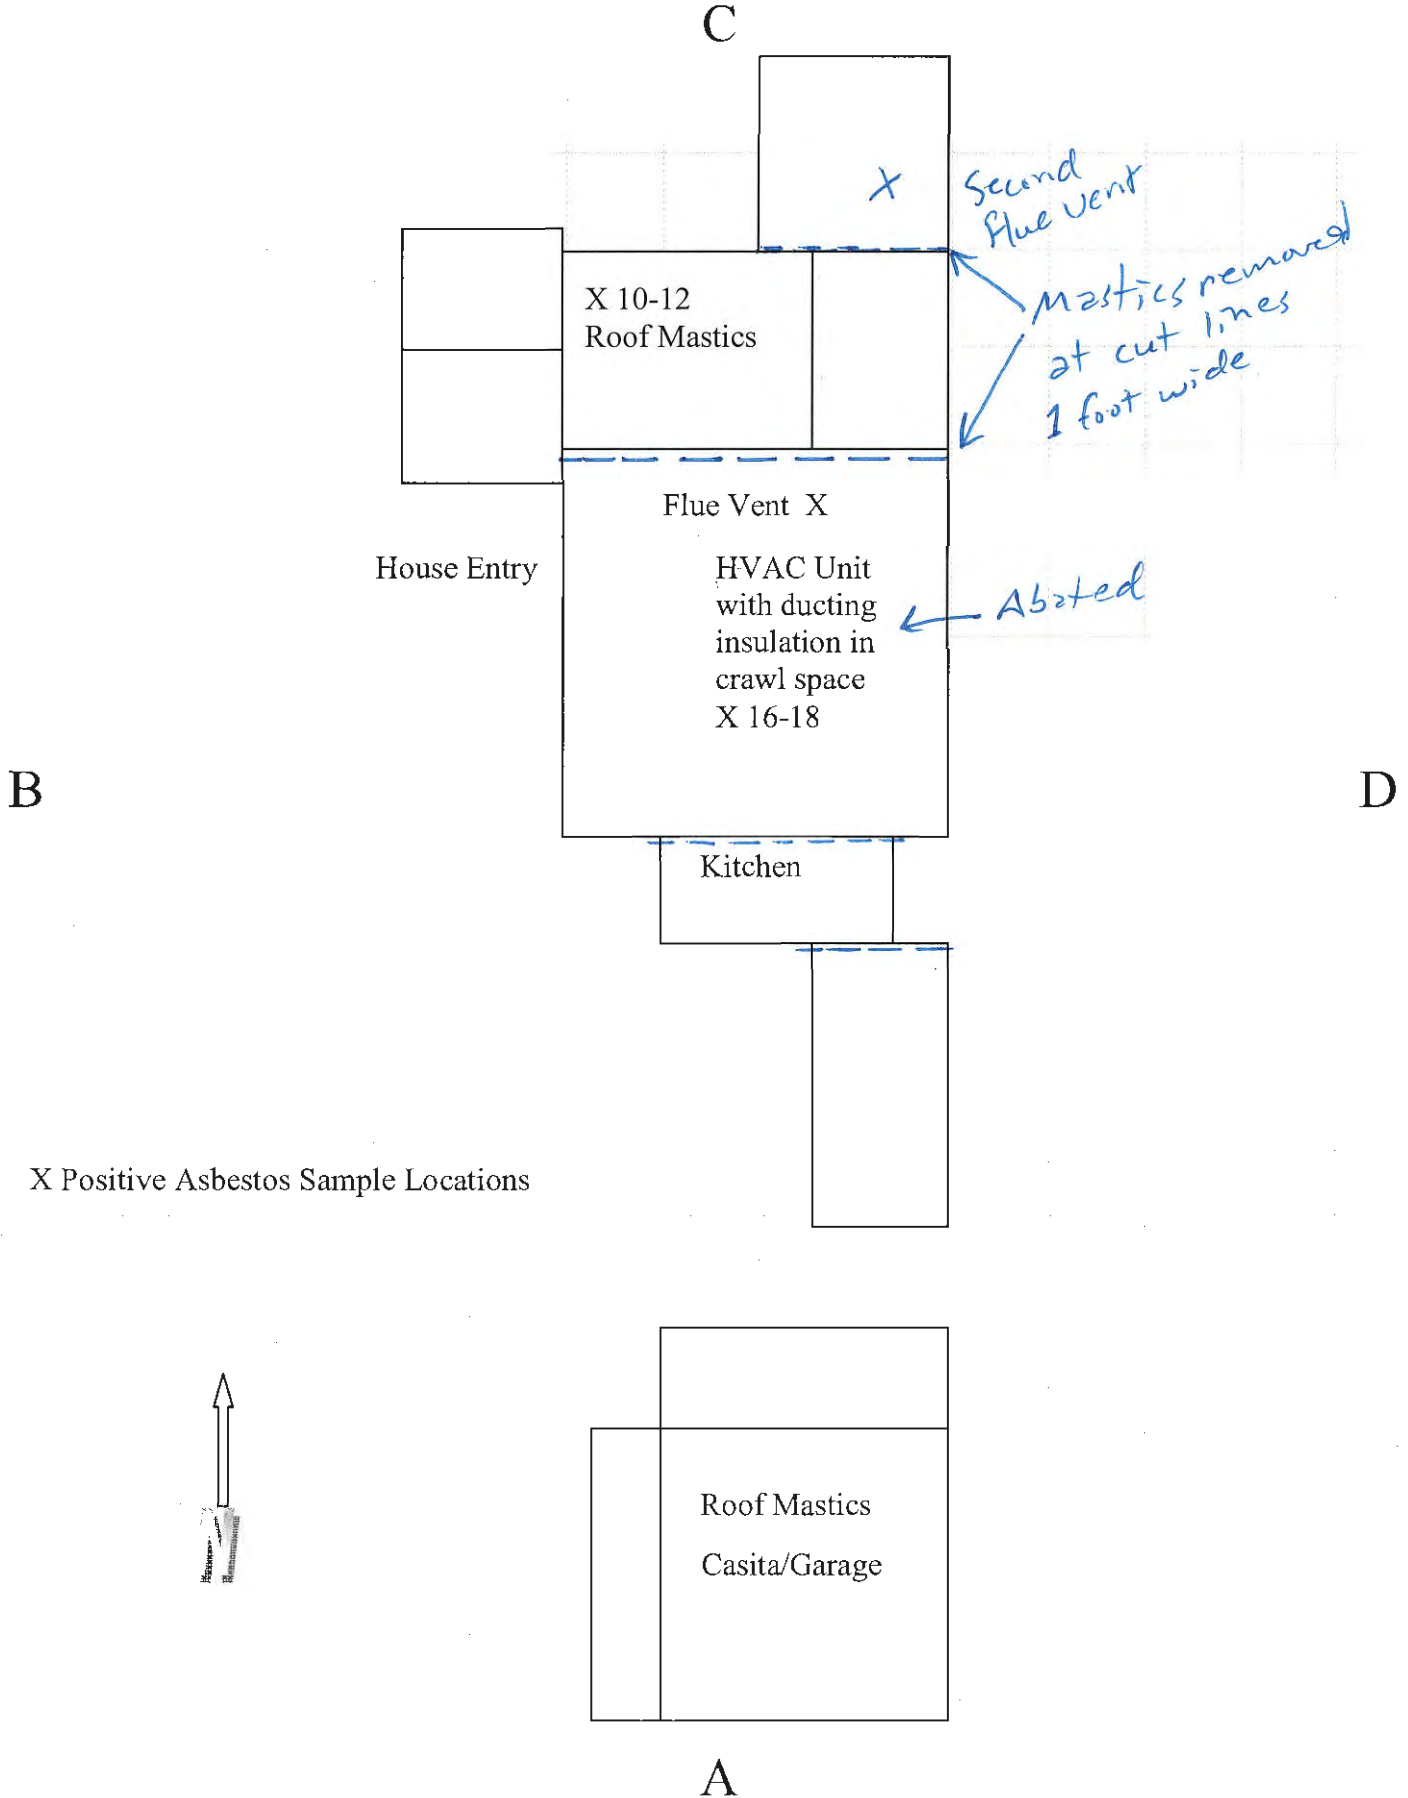 C
X
Second
flue vent
Mastics removed
at cut lines
1 foot wide
X 10-12
Roof Mastics
Flue Vent X
House Entry
HVAC Unit
with ducting
insulation in
crawl space
X 16-18
Abated
B
D
Kitchen
X Positive Asbestos Sample Locations
N
Roof Mastics
Casita/Garage
A